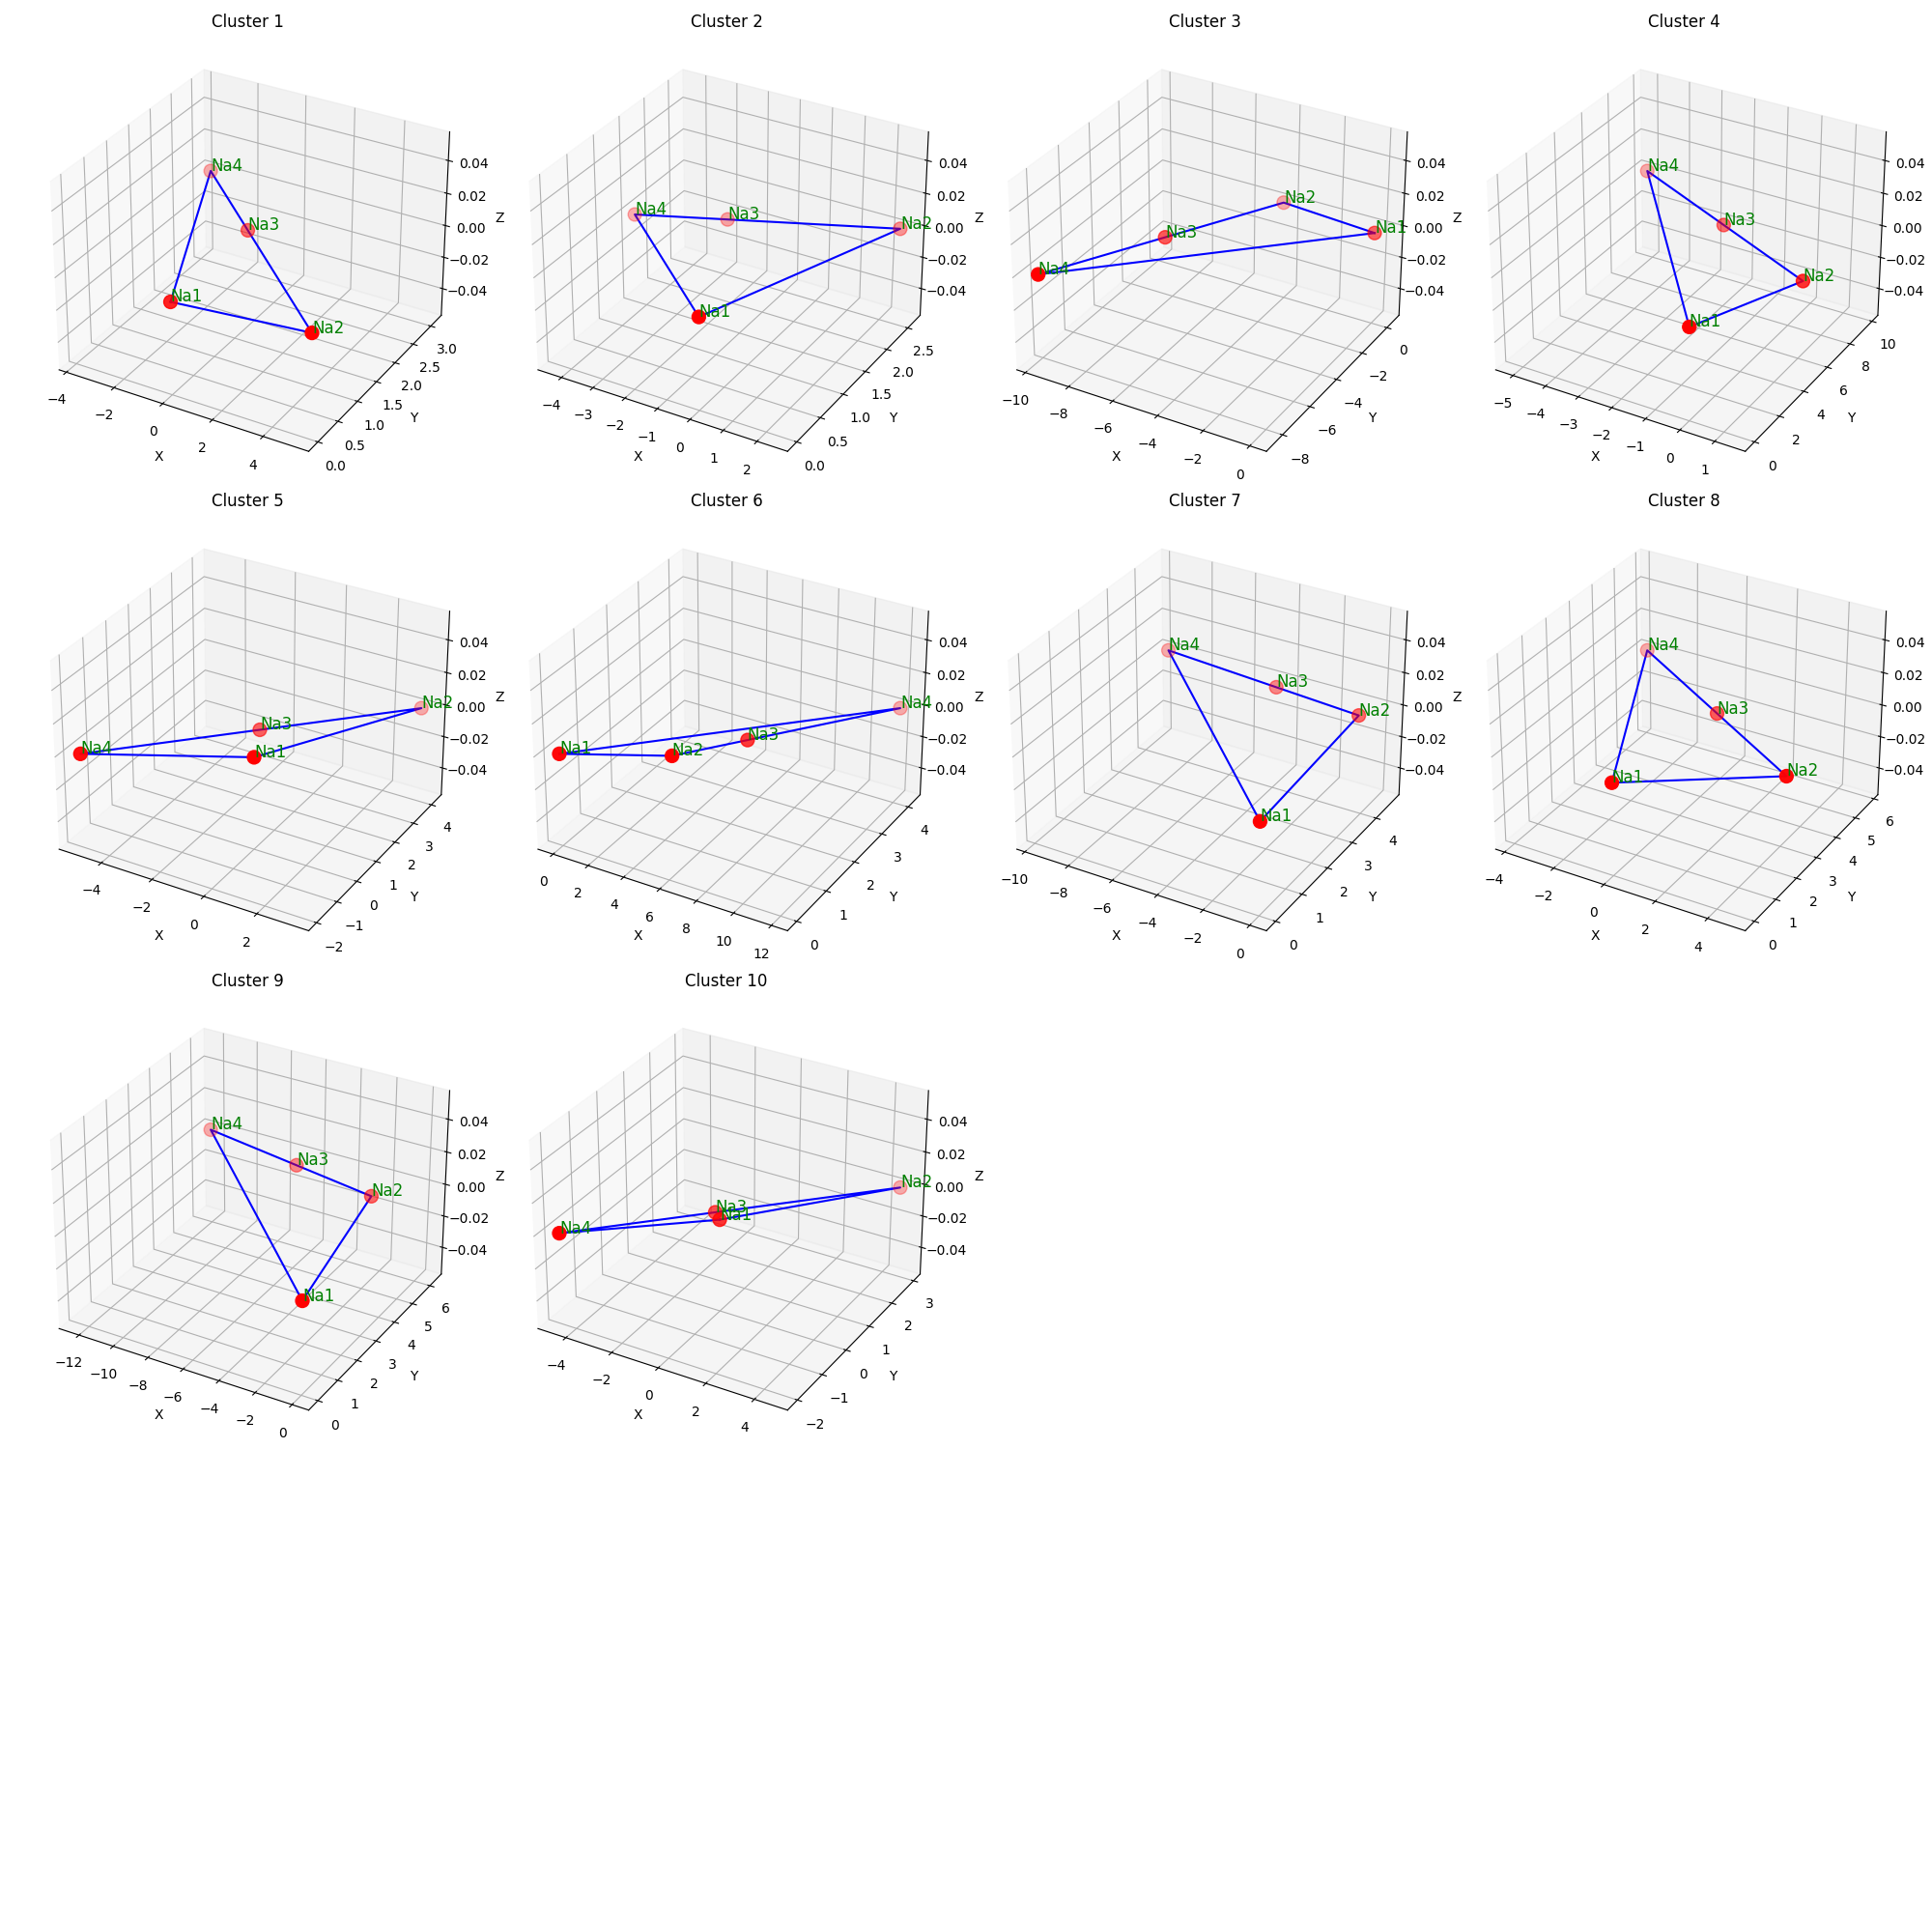 Cluster 1
Na4
Na3
Na1
Na2
0.04
0.02
0.00
−0.02
−0.04
Z
3.0
2.5
2.0
1.5
1.0
0.5
0.0
Y
−4
−2
0
2
4
X
Cluster 2
Na4
Na3
Na2
Na1
0.04
0.02
0.00
−0.02
−0.04
Z
2.5
2.0
1.5
1.0
0.5
0.0
Y
−4
−3
−2
−1
0
1
2
X
Cluster 3
Na2
Na1
Na3
Na4
0.04
0.02
0.00
−0.02
−0.04
Z
0
−2
−4
−6
−8
Y
−10
−8
−6
−4
−2
0
X
Cluster 4
Na4
Na3
Na2
Na1
0.04
0.02
0.00
−0.02
−0.04
10
8
6
4
2
0
Y
−5
−4
−3
−2
−1
0
1
X
Cluster 5
Na2
Na3
Na4
Na1
0.04
0.02
0.00
−0.02
−0.04
Z
4
3
2
1
0
−1
−2
Y
−4
−2
0
2
X
Cluster 6
Na4
Na3
Na1
Na2
0.04
0.02
0.00
−0.02
−0.04
Z
4
3
2
1
0
Y
0
2
4
6
8
10
12
X
Cluster 7
Na4
Na3
Na2
Na1
0.04
0.02
0.00
−0.02
−0.04
Z
4
3
2
1
0
Y
−10
−8
−6
−4
−2
0
X
Cluster 8
Na4
Na3
Na2
Na1
0.04
0.02
0.00
−0.02
−0.04
6
5
4
3
2
1
0
Y
−4
−2
0
2
4
X
Cluster 9
Na4
Na3
Na2
Na1
0.04
0.02
0.00
−0.02
−0.04
Z
6
5
4
3
2
1
0
Y
−12
−10
−8
−6
−4
−2
0
X
Cluster 10
Na2
Na3
Na1
Na4
0.04
0.02
0.00
−0.02
−0.04
Z
3
2
1
0
−1
−2
Y
−4
−2
0
2
4
X